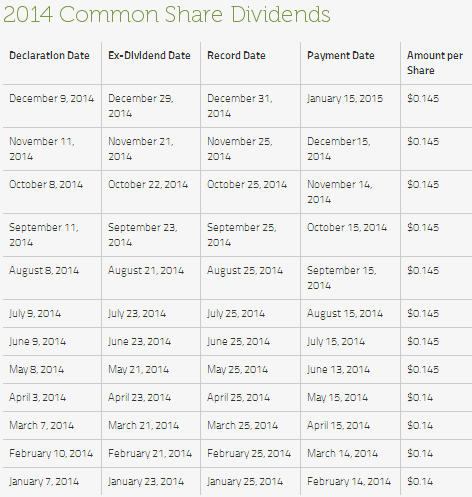 2014 Common Share Dividends
Declaration Date Ex-Dividend Date Record Date Payment Date Amount per
Share
December 9, 2014 December 29, December 31, January 15, 2015 $0.145
2014 2014
November 11, November 21, November 25, December15, $0.145
2014 2014 2014 2014
October 8, 2014 October 22, 2014 October 25, 2014 November 14, $0.145
2014
September 11, September 23, September 25, October 15, 2014 $0.145
2014 2014 2014
August 8, 2014 August 21, 2014 August 25, 2014 September 15, $0.145
2014
July 9, 2014 July 23, 2014 July 25, 2014 August 15, 2014 $0.145
June 9, 2014 June 23, 2014 June 25, 2014 July 15, 2014 $0.145
May 8, 2014 May 21, 2014 May 25, 2014 June 13, 2014 $0.145
April 3, 2014 April 23, 2014 April 25, 2014 May 15, 2014 $0.14
March 7, 2014 March 21, 2014 March 25, 2014 April 15, 2014 $0.14
February 10, 2014 February 21, 2014 February 25, 2014 March 14, 2014 $0.14
January 7, 2014 January 23, 2014 January 25, 2014 February 14, 2014 $0.14